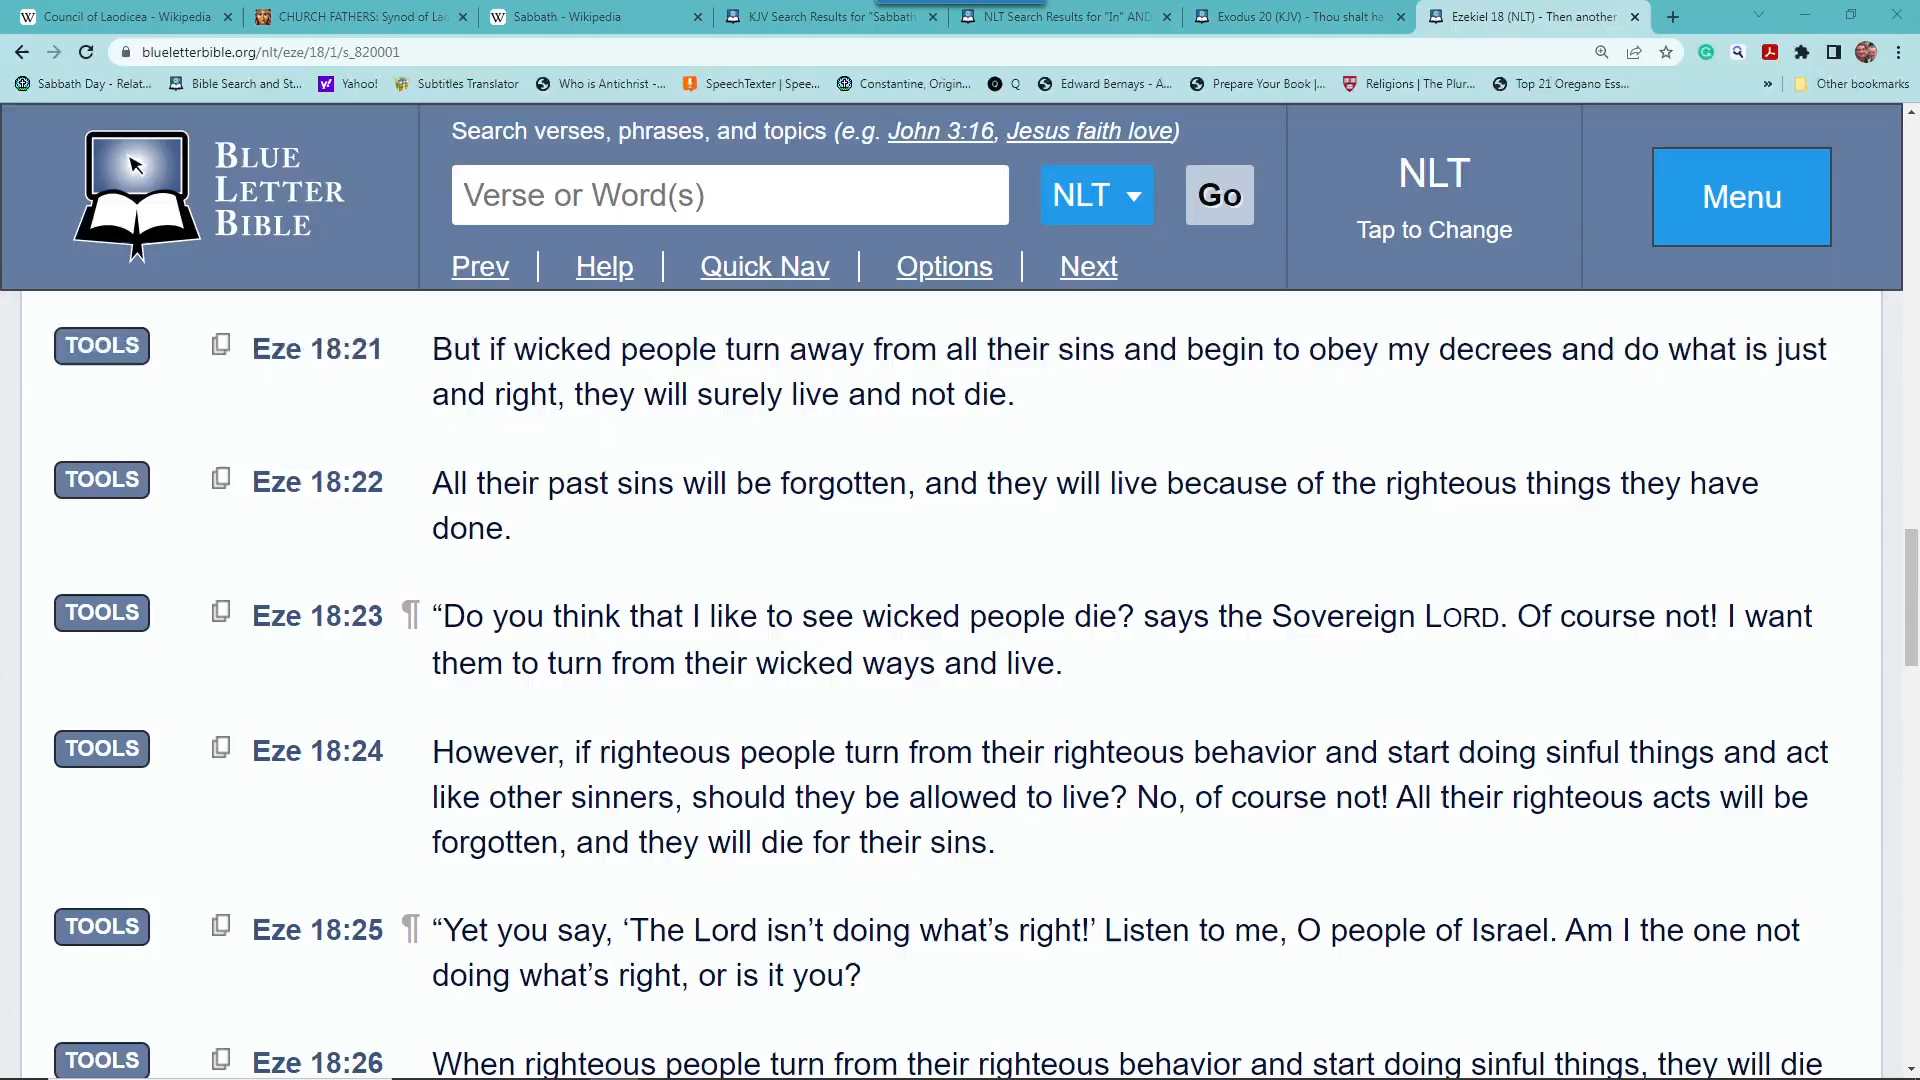 Council of Laodicea - Wikipedia
CHURCH FATHERS: Synod of Lao
Sabbath - Wikipedia
KJV Search Results for "Sabbath
NLT Search Results for "In" AND
Exodus 20 (KJV) - Thou shalt ha
Ezekiel 18 (NLT) - Then another
blueletterbible.org/nlt/eze/18/1/s_820001
Sabbath Day - Relat...
Bible Search and St...
Yahoo!
Subtitles Translator
Who is Antichrist -...
SpeechTexter | Spee...
Constantine, Origin...
Q
Edward Bernays - A...
Prepare Your Book |...
Religions | The Plur...
Top 21 Oregano Ess...
»
Other bookmarks
BLUE
LETTER
BIBLE
Search verses, phrases, and topics (e.g. John 3:16, Jesus faith love)
Verse or Word(s)
NLT
Go
Prev | Help | Quick Nav | Options | Next
NLT
Tap to Change
Menu
TOOLS Eze 18:21 But if wicked people turn away from all their sins and begin to obey my decrees and do what is just
and right, they will surely live and not die.
TOOLS Eze 18:22 All their past sins will be forgotten, and they will live because of the righteous things they have
done.
TOOLS Eze 18:23 ¶ “Do you think that I like to see wicked people die? says the Sovereign LORD. Of course not! I want
them to turn from their wicked ways and live.
TOOLS Eze 18:24 However, if righteous people turn from their righteous behavior and start doing sinful things and act
like other sinners, should they be allowed to live? No, of course not! All their righteous acts will be
forgotten, and they will die for their sins.
TOOLS Eze 18:25 ¶ “Yet you say, ‘The Lord isn’t doing what’s right!’ Listen to me, O people of Israel. Am I the one not
doing what’s right, or is it you?
TOOLS Eze 18:26 When righteous people turn from their righteous behavior and start doing sinful things, they will die